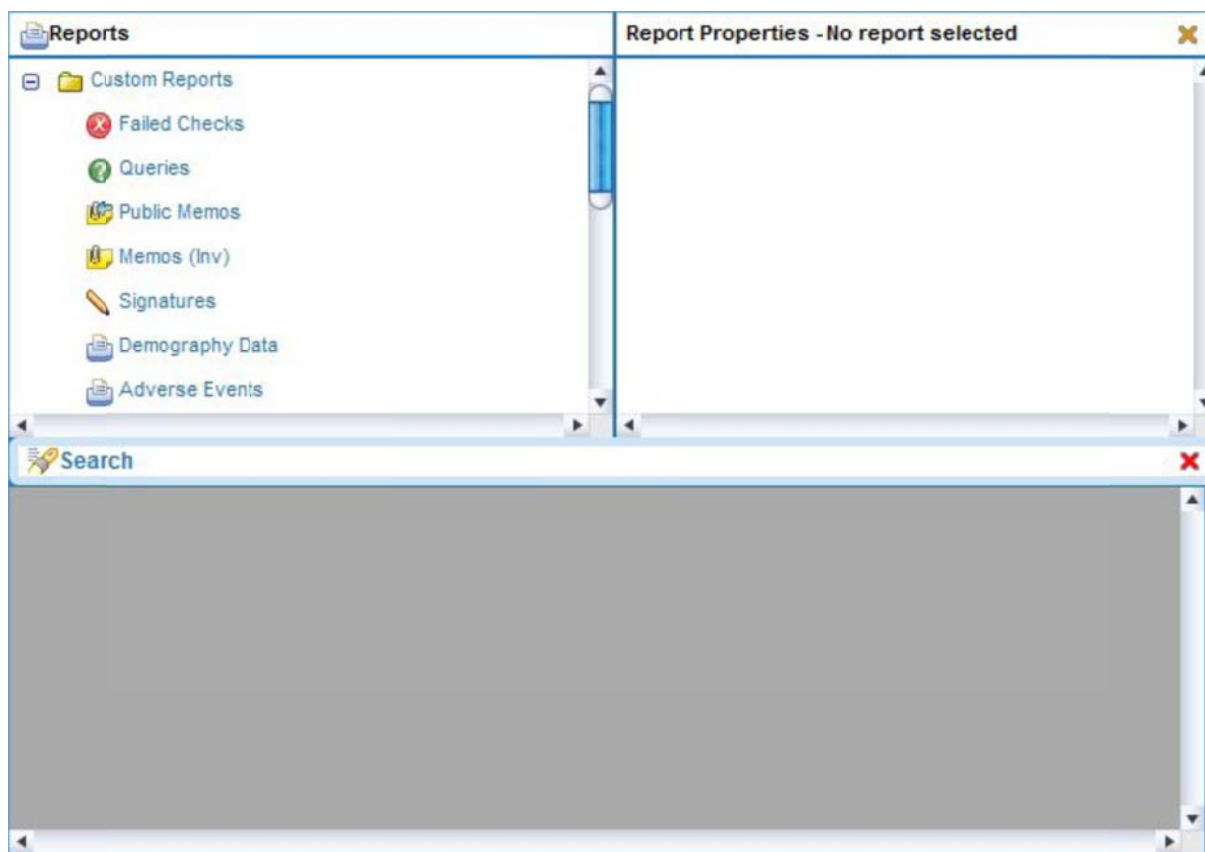 Reports
Report Properties - No report selected
Custom Reports
Failed Checks
Queries
Public Memos
Memos (Inv)
Signatures
Demography Data
Adverse Events
Search